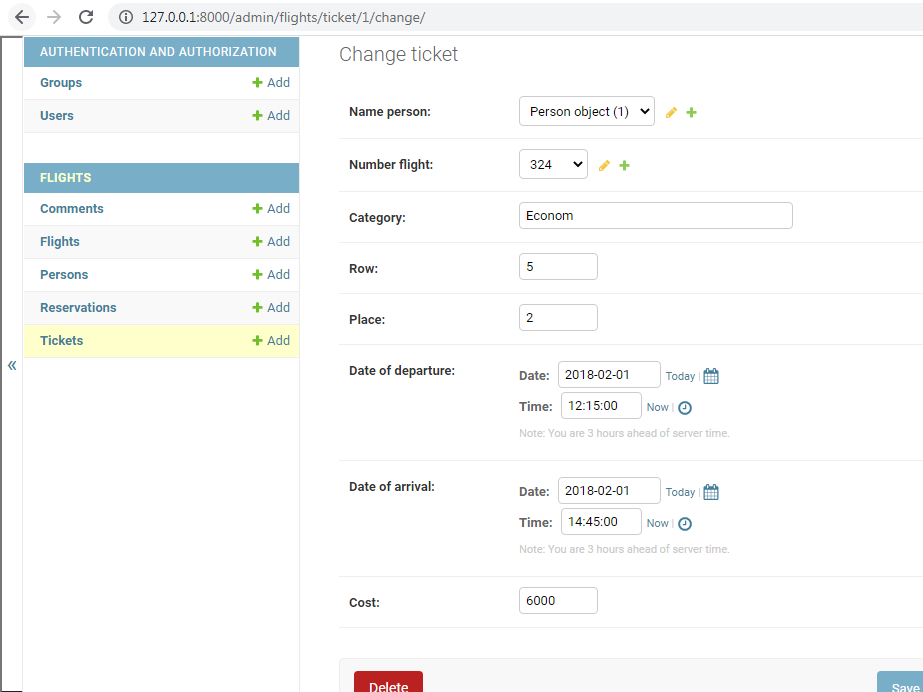 127.0.0.1:8000/admin/flights/ticket/1/change/
AUTHENTICATION AND AUTHORIZATION
Groups + Add
Users + Add
FLIGHTS
Comments + Add
Flights + Add
Persons + Add
Reservations + Add
Tickets + Add
«
Change ticket
Name person: Person object (1)
Number flight: 324
Category: Econom
Row: 5
Place: 2
Date of departure:
Date: 2018-02-01 Today |
Time: 12:15:00 Now |
Note: You are 3 hours ahead of server time.
Date of arrival:
Date: 2018-02-01 Today |
Time: 14:45:00 Now |
Note: You are 3 hours ahead of server time.
Cost: 6000
Delete
Save